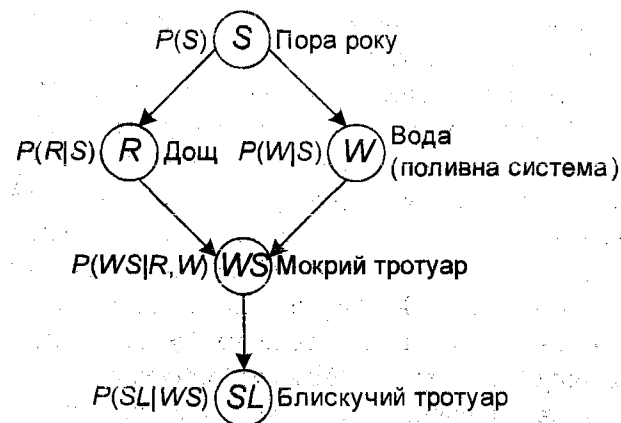 P(S) S Пора року
P(R|S) R Дощ P(W|S) W Вода
(поливна система)
P(WS|R,W) WS Мокрий тротуар
P(SL|WS) SL Блискучий тротуар